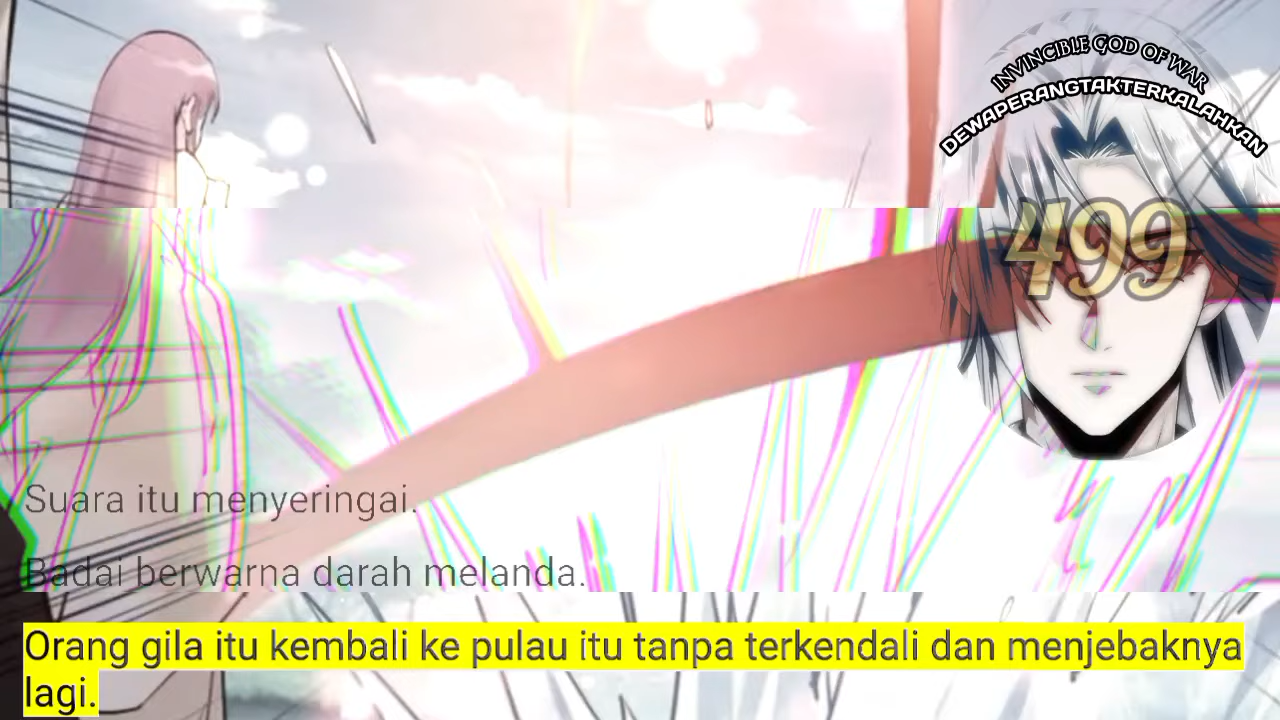 INVINCIBLE GOD OF WAR
DEWAPERANGTAKTERKALAHKAN
499
Suara itu menyeringai.
Badai berwarna darah melanda.
Orang gila itu kembali ke pulau itu tanpa terkendali dan menjebaknya
lagi.